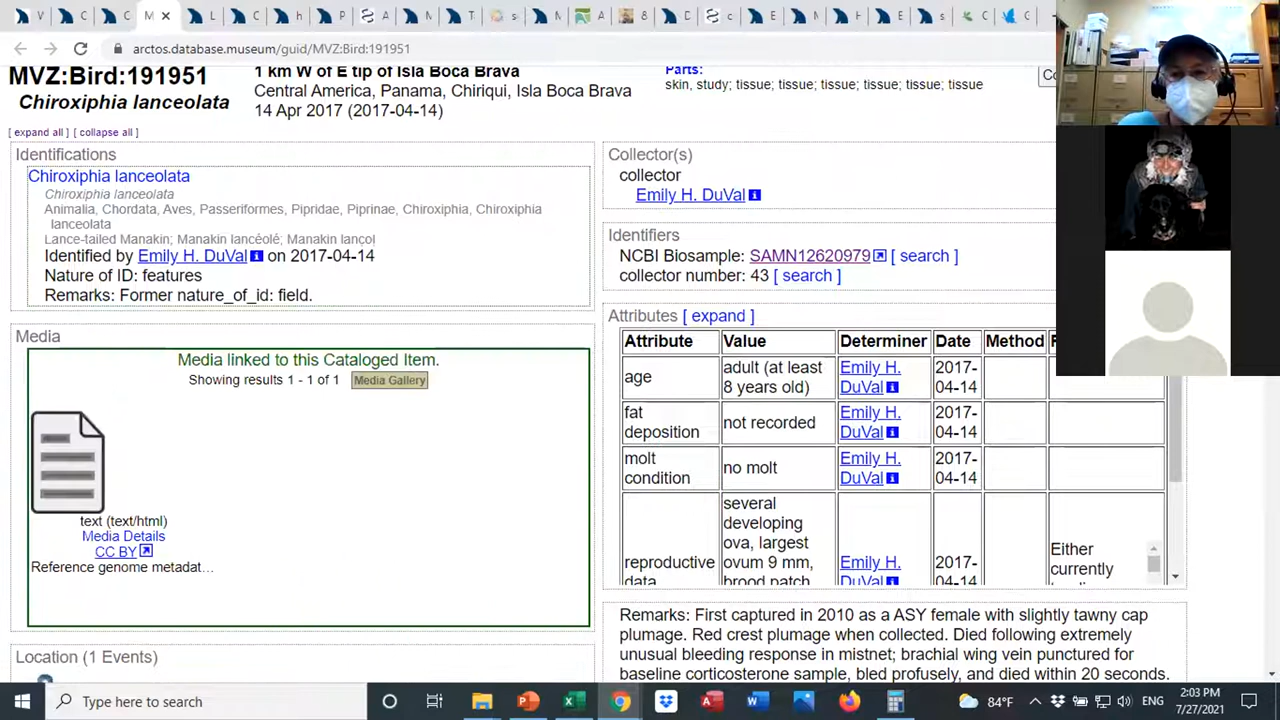 arctos.database.museum/guid/MVZ:Bird:191951
MVZ:Bird:191951
Chiroxiphia lanceolata
1 km W of E tip of Isla Boca Brava
Central America, Panama, Chiriqui, Isla Boca Brava
14 Apr 2017 (2017-04-14)
Parts:
skin, study; tissue; tissue; tissue; tissue; tissue; tissue
[ expand all ] [ collapse all ]
Identifications
Chiroxiphia lanceolata
Chiroxiphia lanceolata
Animalia, Chordata, Aves, Passeriformes, Pipridae, Piprinae, Chiroxiphia, Chiroxiphia
lanceolata
Lance-tailed Manakin; Manakin lancéolé; Manakin lançol
Identified by Emily H. DuVal on 2017-04-14
Nature of ID: features
Remarks: Former nature_of_id: field.
Media
Media linked to this Cataloged Item.
Showing results 1 - 1 of 1 Media Gallery
text (text/html)
Media Details
CC BY
Reference genome metadat...
Location (1 Events)
Collector(s)
collector
Emily H. DuVal
Identifiers
NCBI Biosample: SAMN12620979 [ search ]
collector number: 43 [ search ]
Attributes [ expand ]
Attribute Value Determiner Date Method
age adult (at least 8 years old) Emily H. DuVal 2017-04-14
fat deposition not recorded Emily H. DuVal 2017-04-14
molt condition no molt Emily H. DuVal 2017-04-14
reproductive data several developing ova, largest ovum 9 mm, brood patch Emily H. DuVal 2017-04-14 Either currently
Remarks: First captured in 2010 as a ASY female with slightly tawny cap
plumage. Red crest plumage when collected. Died following extremely
unusual bleeding response in mistnet; brachial wing vein punctured for
baseline corticosterone sample, bled profusely, and died within 20 seconds.
Type here to search
84°F
ENG
2:03 PM
7/27/2021